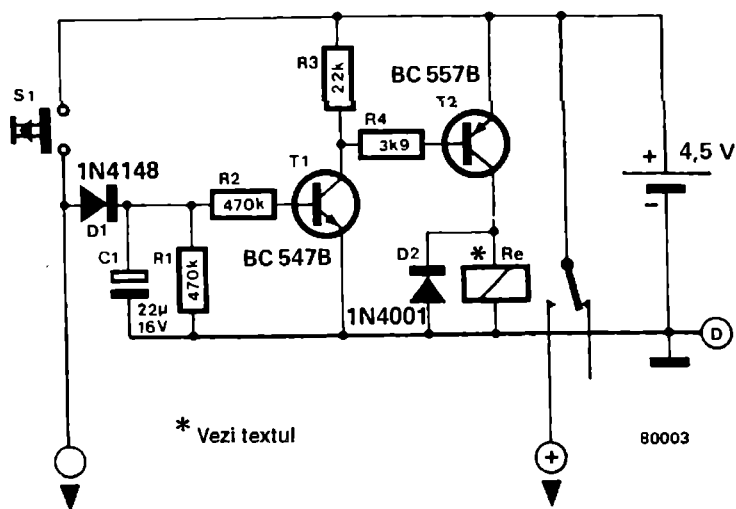 R3
22k
BC 557B
T2
S1
R4
3k9
+
4,5 V
-
1N4148
D1
R2
470k
T1
BC 547B
C1
22µ
16V
R1
470k
D2
1N4001
* Re
D
* Vezi textul
+
80003